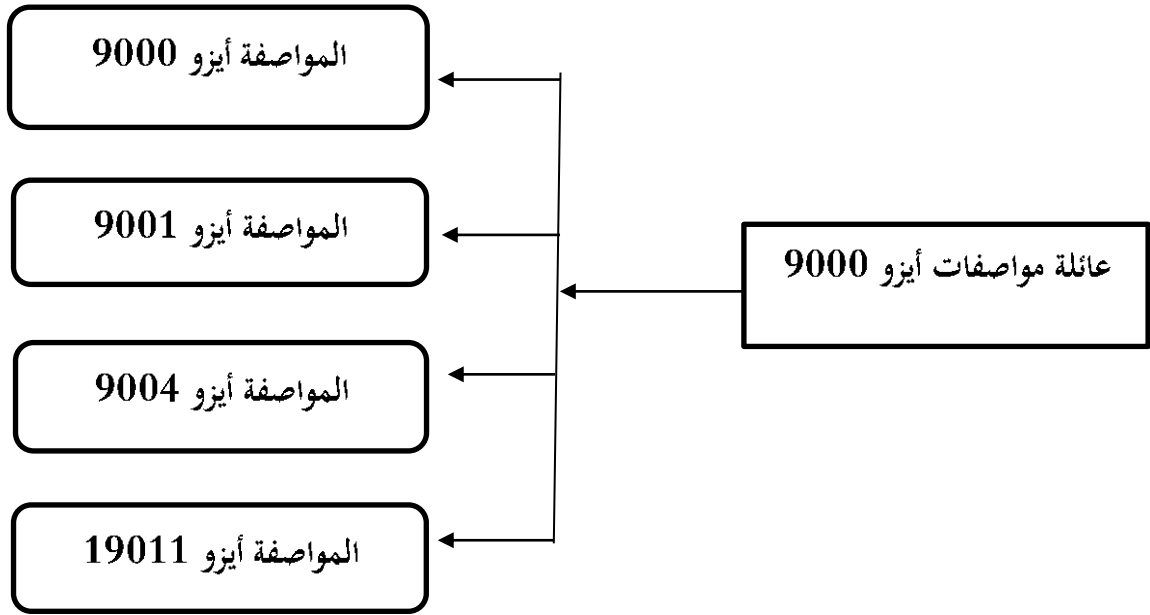 عائلة مواصفات أيزو 9000
المواصفة أيزو 9000
المواصفة أيزو 9001
المواصفة أيزو 9004
المواصفة أيزو 19011